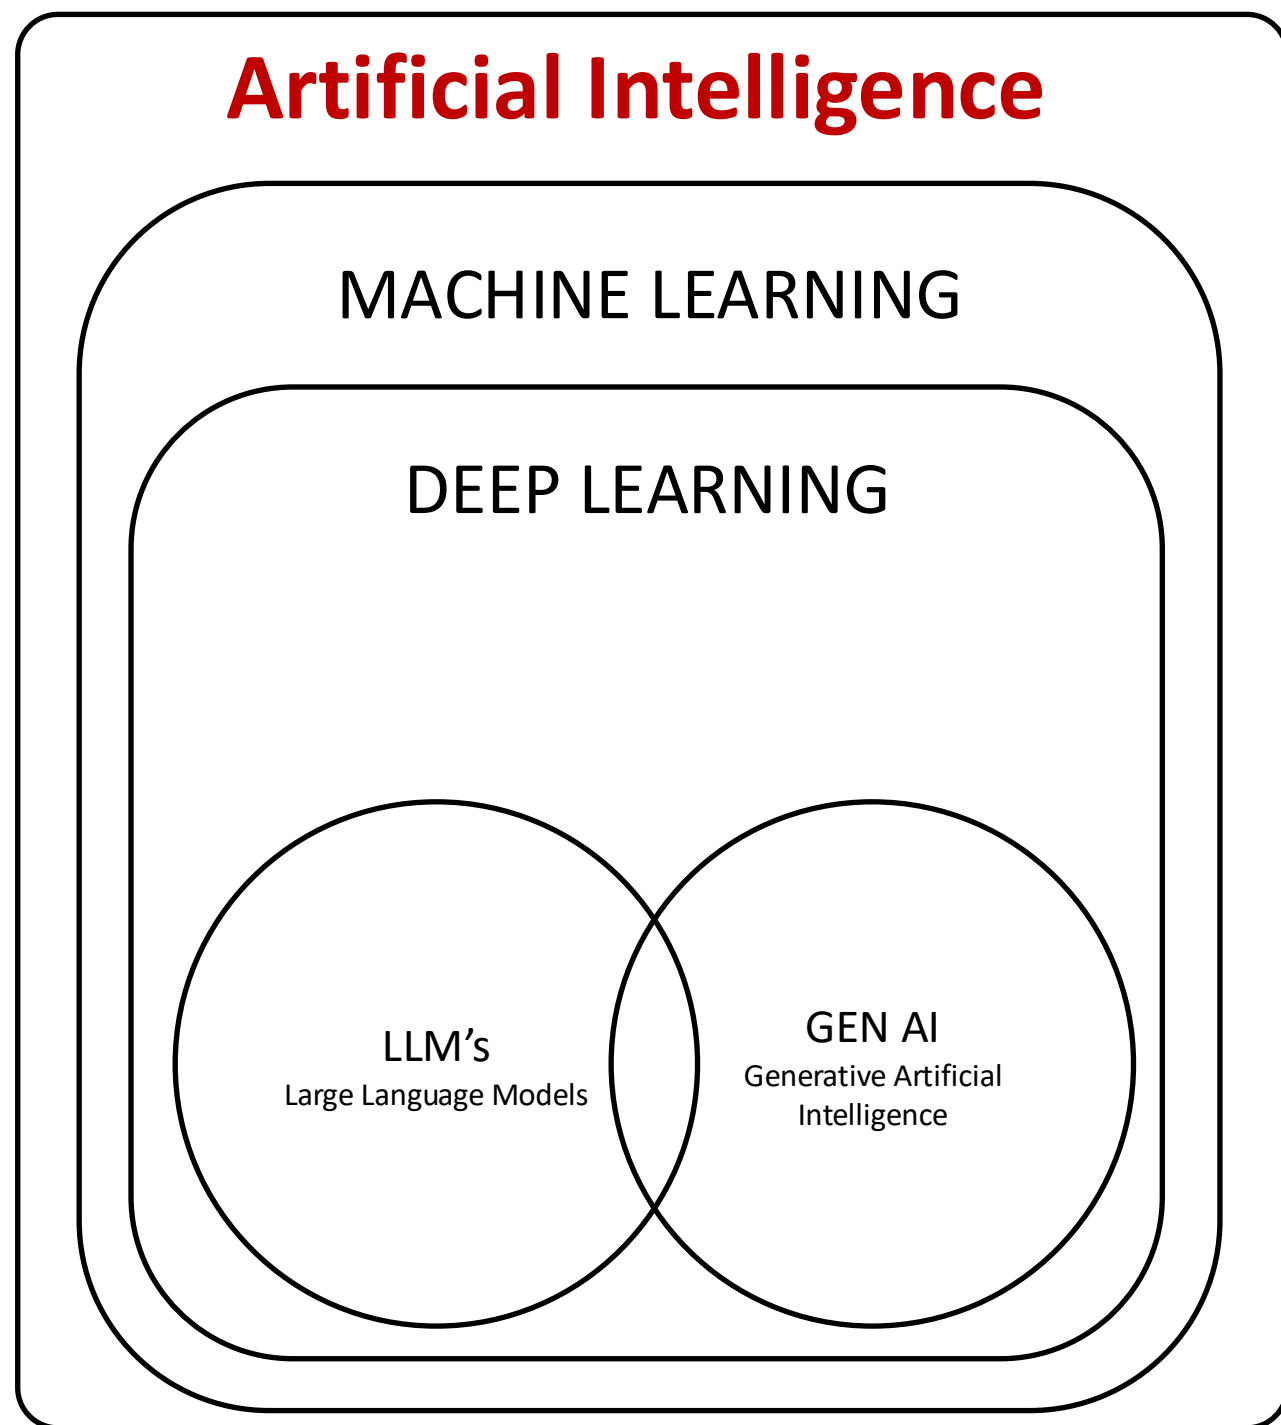 Artificial Intelligence
MACHINE LEARNING
DEEP LEARNING
LLM’s
Large Language Models
GEN AI
Generative Artificial
Intelligence